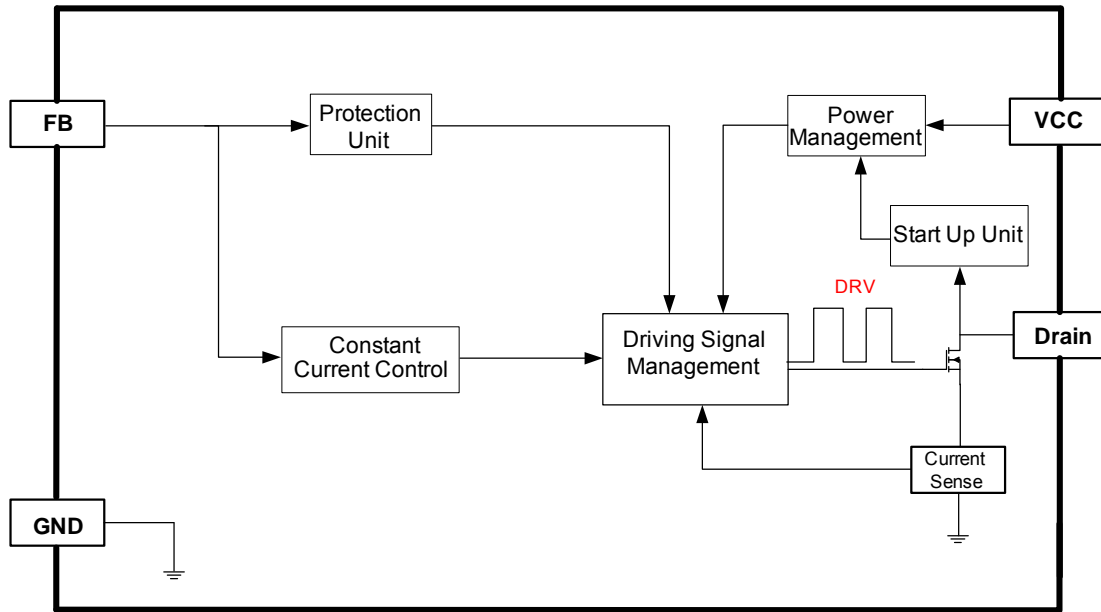 FB
Protection
Unit
Power
Management
VCC
Start Up Unit
DRV
Drain
Constant
Current Control
Driving Signal
Management
Current
Sense
GND